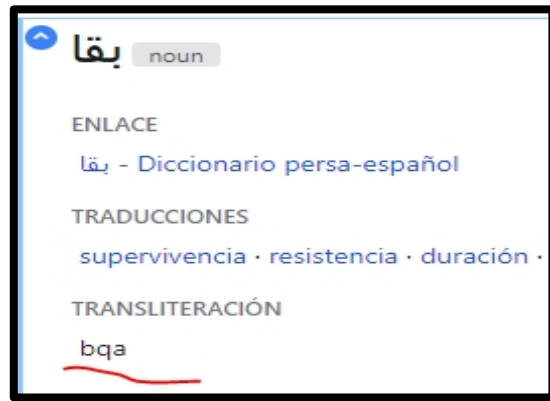 بقا noun
ENLACE
بقا - Diccionario persa-español
TRADUCCIONES
supervivencia · resistencia · duración ·
TRANSLITERACIÓN
bqa